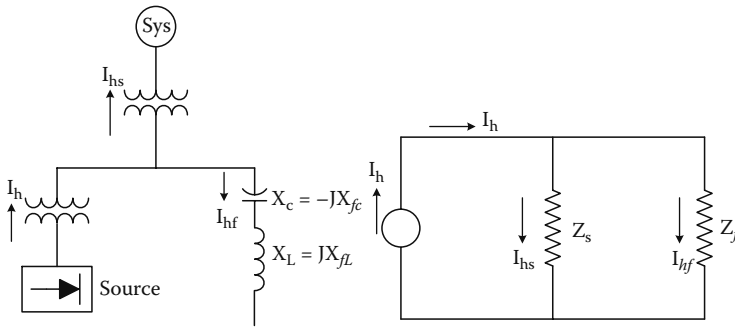 Sys
I_hs
I_h
I_hf
X_c = −JX_fc
X_L = JX_fL
Source
I_h
I_h
Z_s
I_hs
I_hf